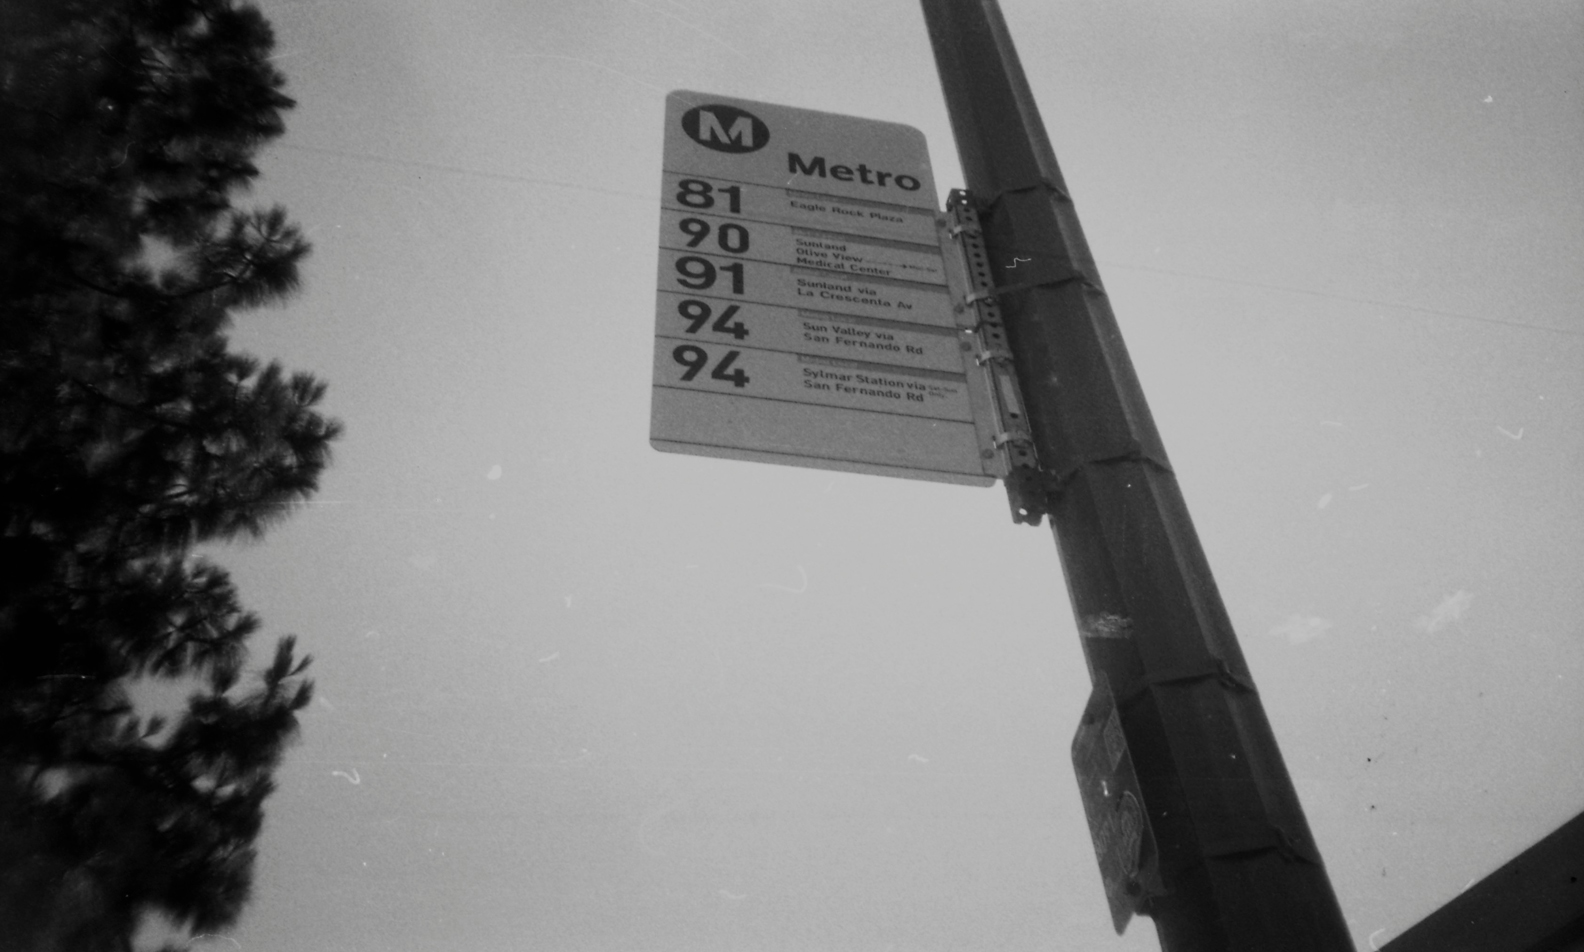 M
Metro
81 Eagle Rock Plaza
90 Sunland
Olive View
Medical Center
91 Sunland via
La Crescenta Av
94 Sun Valley via
San Fernando Rd
94 Sylmar Station via
San Fernando Rd